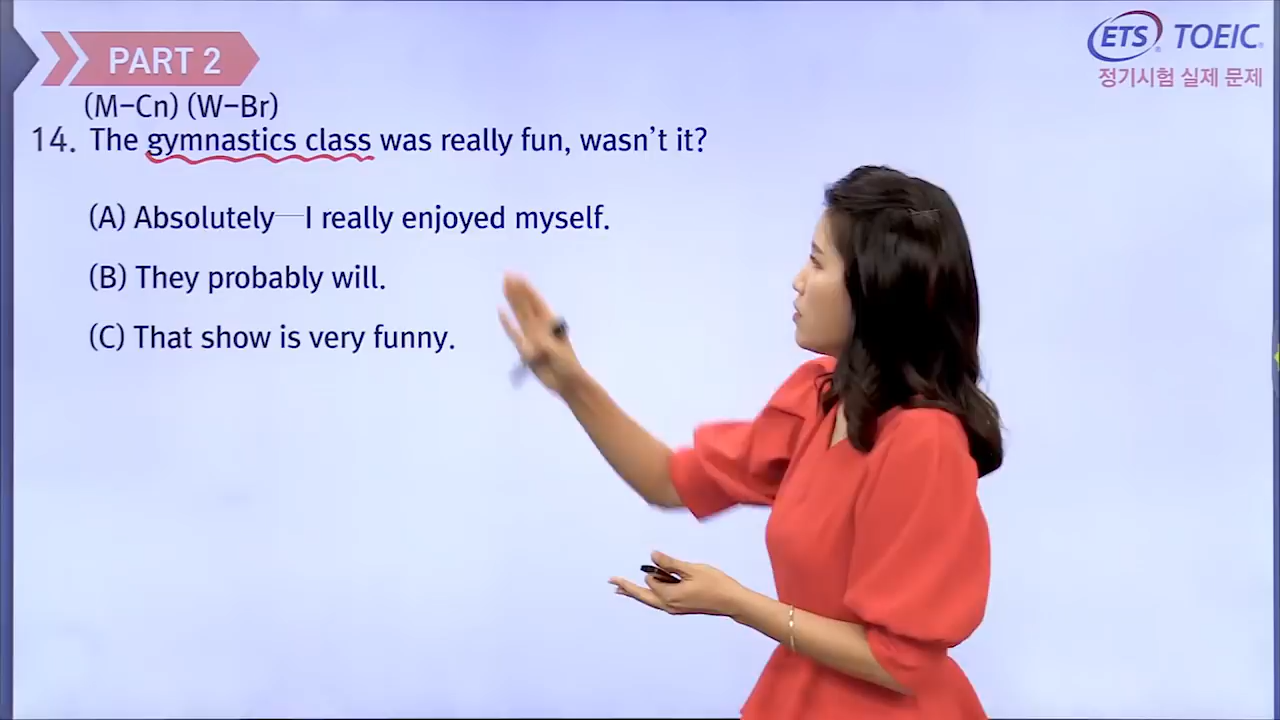 PART 2
ETS TOEIC
정기시험 실제 문제
(M-Cn) (W-Br)
14. The gymnastics class was really fun, wasn't it?
(A) Absolutely—I really enjoyed myself.
(B) They probably will.
(C) That show is very funny.